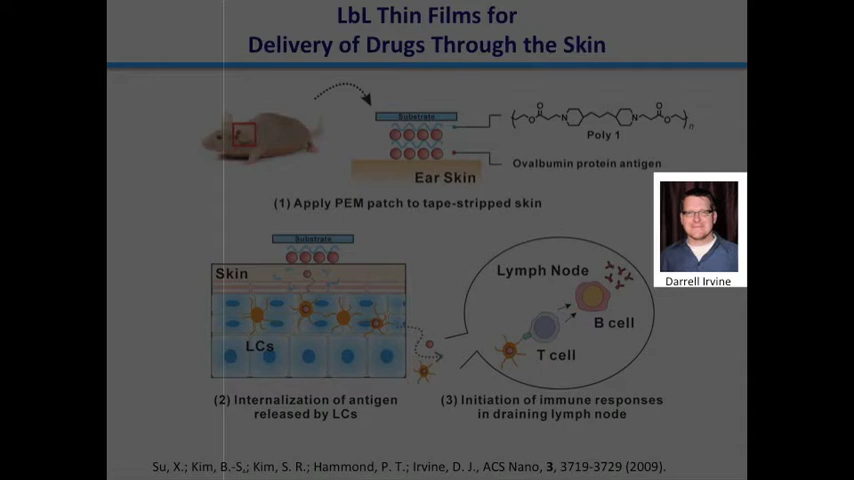 LbL Thin Films for
Delivery of Drugs Through the Skin
Substrate
Poly 1
Ovalbumin protein antigen
Ear Skin
(1) Apply PEM patch to tape-stripped skin
Darrell Irvine
Substrate
Skin
LCs
Lymph Node
B cell
T cell
(2) Internalization of antigen
released by LCs
(3) Initiation of immune responses
in draining lymph node
Su, X.; Kim, B.-S.; Kim, S. R.; Hammond, P. T.; Irvine, D. J., ACS Nano, 3, 3719-3729 (2009).